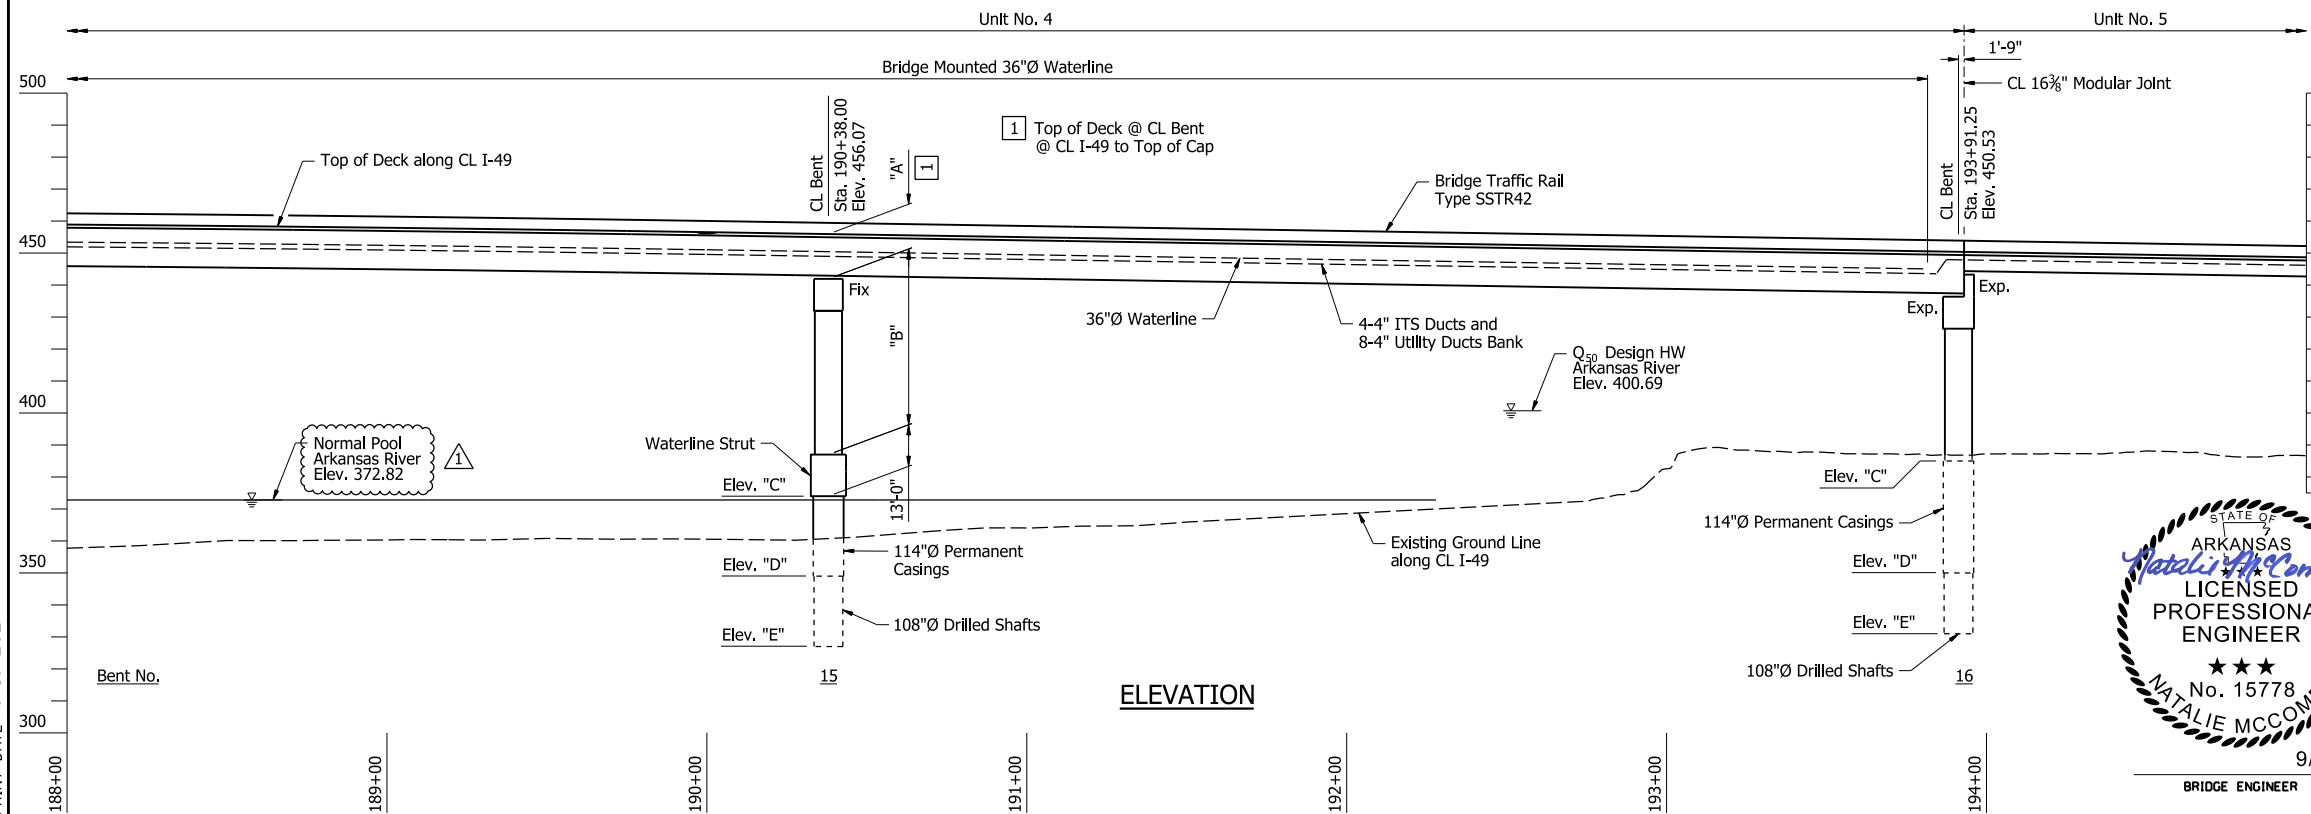 Unit No. 4
Unit No. 5
1'-9"
Bridge Mounted 36"Ø Waterline
CL 16⅜" Modular Joint
500
450
400
350
300
CL Bent
Sta. 190+38.00
Elev. 456.07
"A"
1
1 Top of Deck @ CL Bent
@ CL I-49 to Top of Cap
Top of Deck along CL I-49
Bridge Traffic Rail
Type SSTR42
CL Bent
Sta. 193+91.25
Elev. 450.53
Fix
"B"
36"Ø Waterline
4-4" ITS Ducts and
8-4" Utility Ducts Bank
Exp.
Exp.
Q50 Design HW
Arkansas River
Elev. 400.69
Normal Pool
Arkansas River
Elev. 372.82
1
Waterline Strut
Elev. "C"
13'-0"
Elev. "C"
114"Ø Permanent
Casings
114"Ø Permanent Casings
Existing Ground Line
along CL I-49
Elev. "D"
Elev. "D"
108"Ø Drilled Shafts
Elev. "E"
Elev. "E"
108"Ø Drilled Shafts
Bent No.
15
16
ELEVATION
188+00
189+00
190+00
191+00
192+00
193+00
194+00
STATE OF
ARKANSAS
LICENSED
PROFESSIONA
ENGINEER
No. 15778
NATALIE MCCOM
9/
BRIDGE ENGINEER